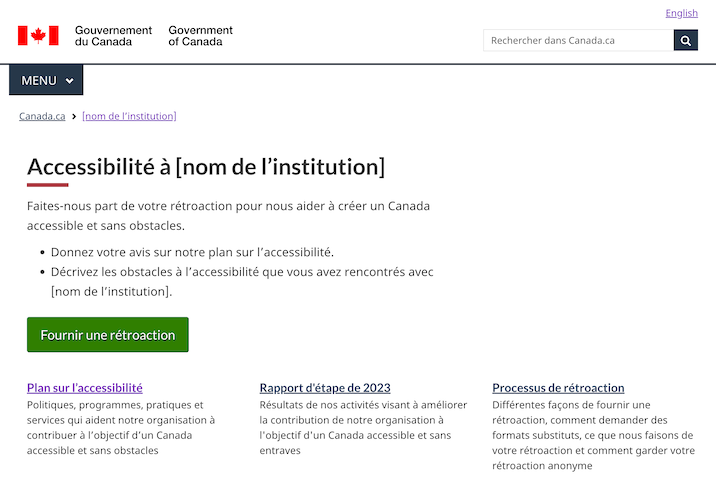 English
Gouvernement
du Canada
Government
of Canada
Rechercher dans Canada.ca
MENU
Canada.ca > [nom de l'institution]
Accessibilité à [nom de l’institution]
Faites-nous part de votre rétroaction pour nous aider à créer un Canada
accessible et sans obstacles.
• Donnez votre avis sur notre plan sur l’accessibilité.
• Décrivez les obstacles à l’accessibilité que vous avez rencontrés avec
[nom de l’institution].
Fournir une rétroaction
Plan sur l’accessibilité
Politiques, programmes, pratiques et
services qui aident notre organisation à
contribuer à l’objectif d’un Canada
accessible et sans obstacles
Rapport d'étape de 2023
Résultats de nos activités visant à améliorer
la contribution de notre organisation à
l'objectif d'un Canada accessible et sans
entraves
Processus de rétroaction
Différentes façons de fournir une
rétroaction, comment demander des
formats substituts, ce que nous faisons de
votre rétroaction et comment garder votre
rétroaction anonyme